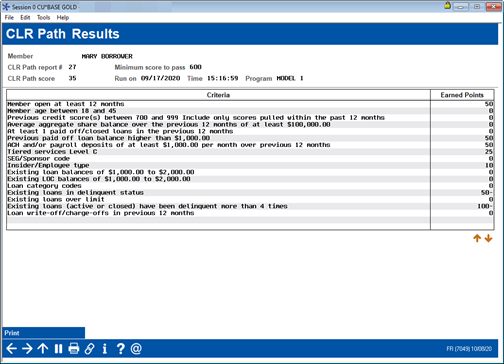 Session 0 CU*BASE GOLD
File Edit Tools Help
CLR Path Results
Member MARY BORROWER
CLR Path report # 27 Minimum score to pass 600
CLR Path score 35 Run on 09/17/2020 Time 15:16:59 Program MODEL I
Criteria Earned Points
Member open at least 12 months 50
Member age between 18 and 45 0
Previous credit score(s) between 700 and 999 Include only scores pulled within the past 12 months 0
Average aggregate share balance over the previous 12 months of at least $100,000.00 0
At least 1 paid off/closed loans in the previous 12 months 0
Previous paid off loan balance higher than $1,000.00 50
ACH and/or payroll deposits of at least $1,000.00 per month over previous 12 months 50
Tiered services Level C 25
SEG/Sponsor code 0
Insider/Employee type 10
Existing loan balances of $1,000.00 to $2,000.00 0
Existing LOC balances of $1,000.00 to $2,000.00 0
Loan category codes 0
Existing loans in delinquent status 50-
Existing loans over limit 0
Existing loans (active or closed) have been delinquent more than 4 times 100-
Loan write-off/charge-offs in previous 12 months 0
Print
FR (7049) 10/08/20